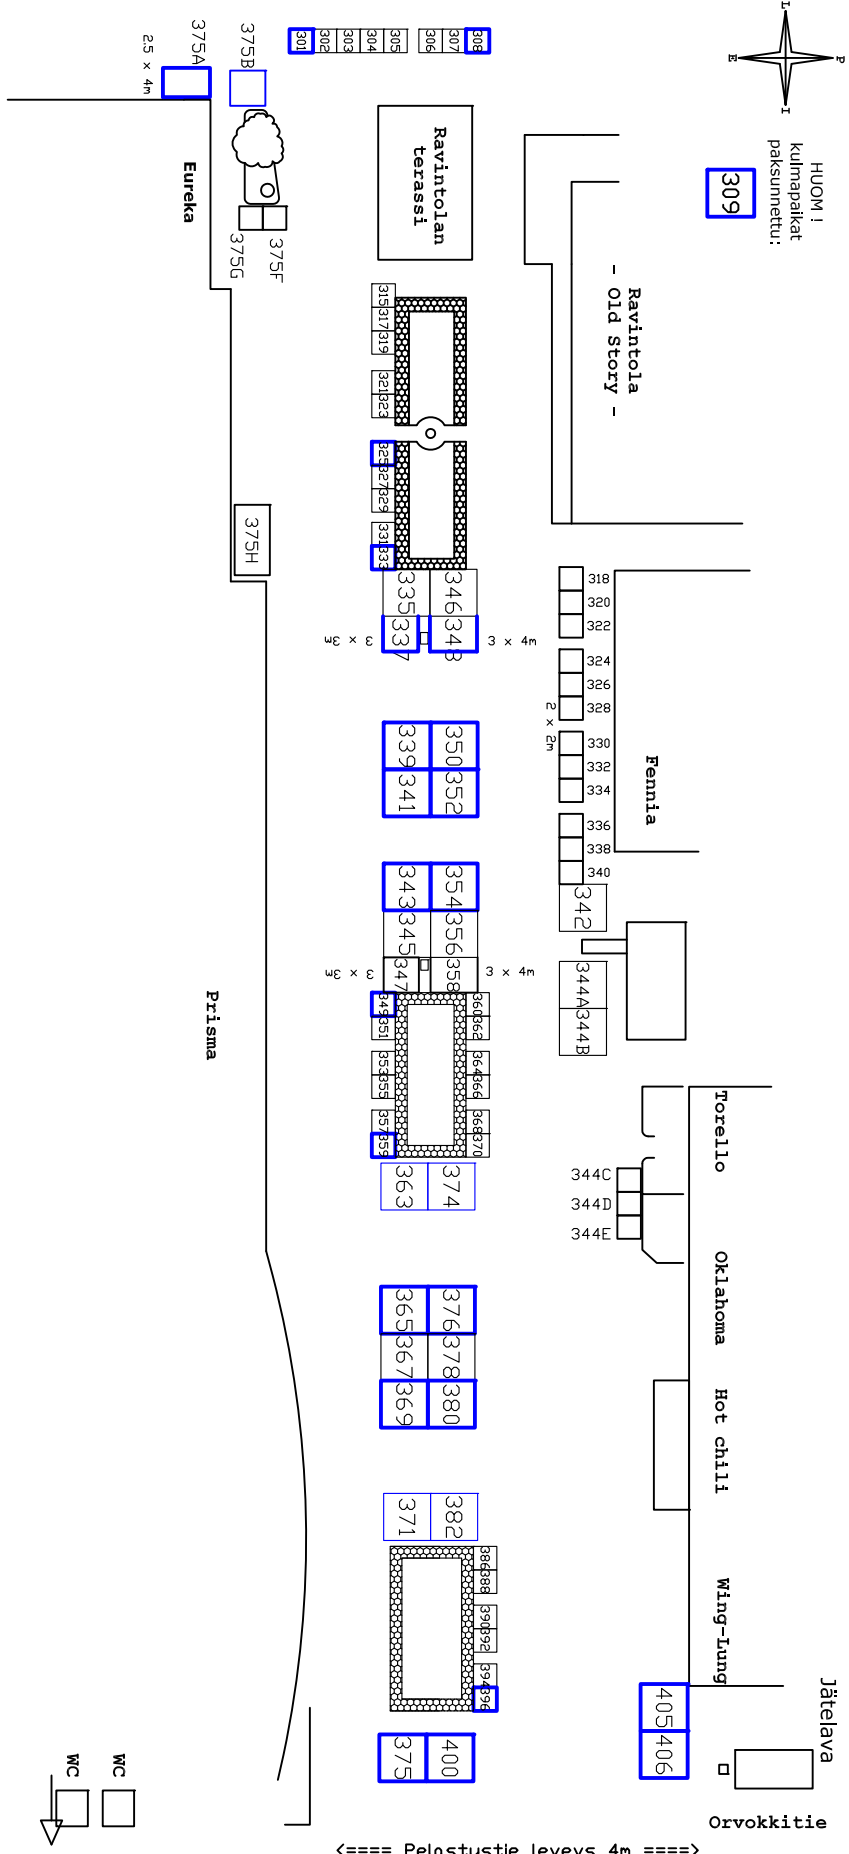 L
P
E
I
HUOM !
kulmapaikat
paksunnettu:
309
301
302
303
304
305
306
307
308
375A
375B
2.5 x 4m
Ravintolan
terassi
Eureka
375G
375F
Ravintola
- Old Story -
315
317
319
321
323
325
327
329
331
333
375H
335
346
337
348
3 x 3m
3 x 4m
318
320
322
324
326
328
2 x 2m
330
332
334
336
338
340
Fennia
339
350
341
352
343
354
345
356
347
358
3 x 3m
3 x 4m
342
344A
344B
Prisma
349
351
353
355
357
359
360
362
364
366
368
370
363
374
Torello
344C
344D
344E
Oklahoma
365
376
367
378
369
380
Hot chili
371
382
386
388
390
392
394
396
Wing-Lung
405
406
Jätelava
375
400
WC
WC
Orvokkitie
<==== Pelastustie leveys 4m ====>